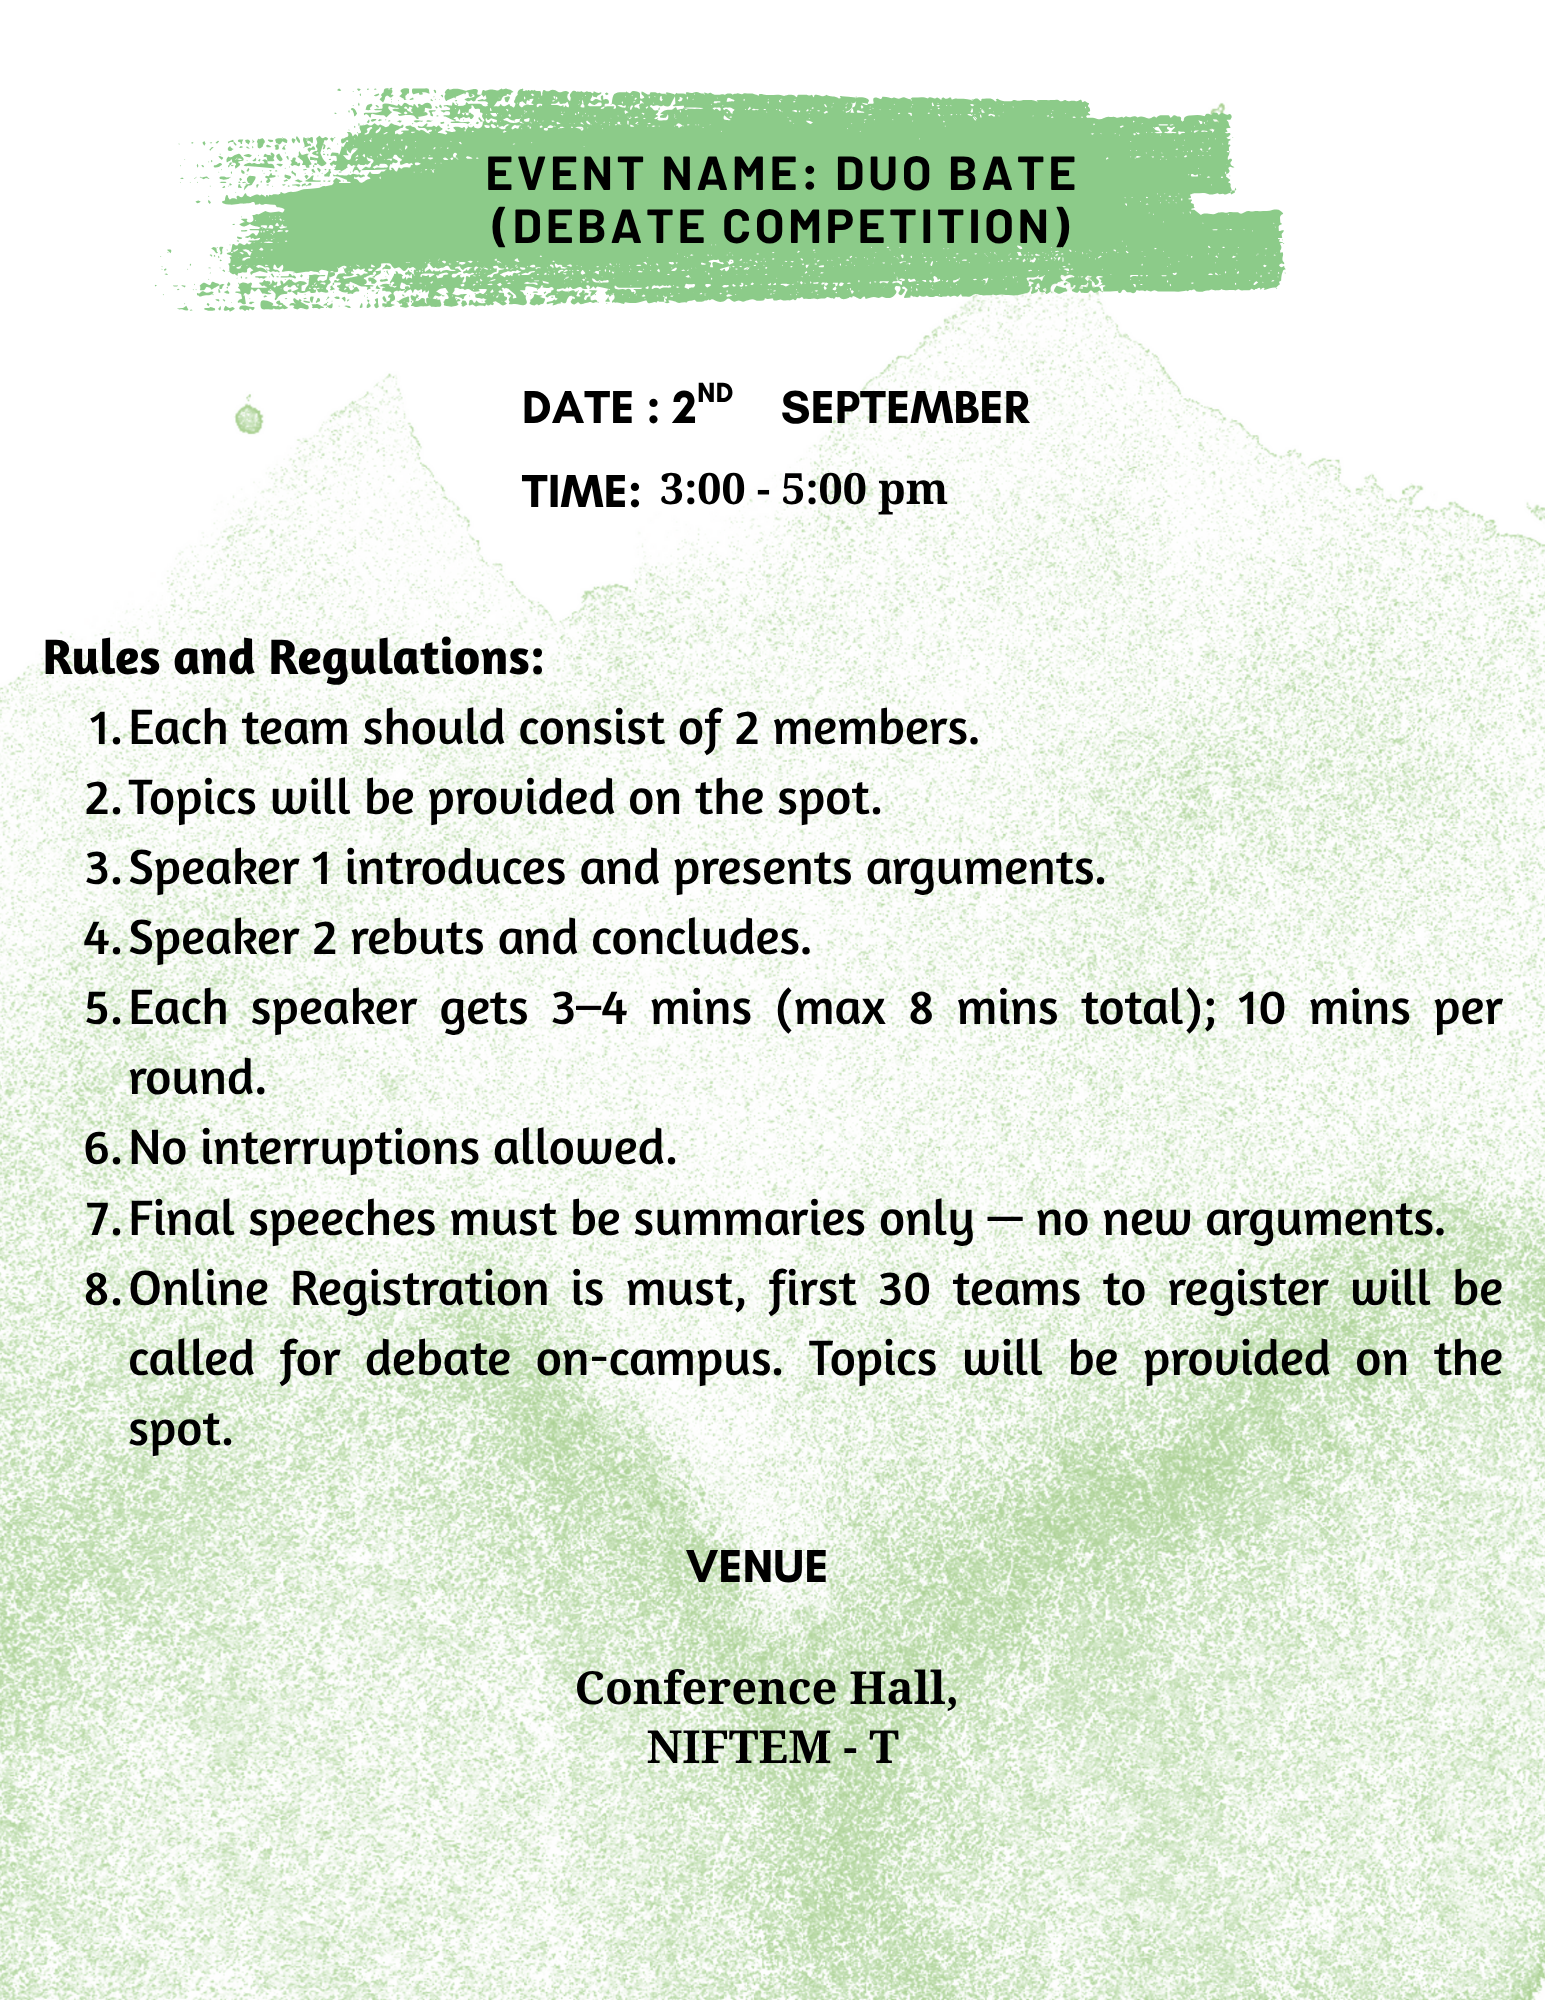 EVENT NAME: DUO BATE
(DEBATE COMPETITION)
DATE : 2ND SEPTEMBER
TIME: 3:00 - 5:00 pm
Rules and Regulations:
1. Each team should consist of 2 members.
2. Topics will be provided on the spot.
3. Speaker 1 introduces and presents arguments.
4. Speaker 2 rebuts and concludes.
5. Each speaker gets 3–4 mins (max 8 mins total); 10 mins per
round.
6. No interruptions allowed.
7. Final speeches must be summaries only — no new arguments.
8. Online Registration is must, first 30 teams to register will be
called for debate on-campus. Topics will be provided on the
spot.
VENUE
Conference Hall,
NIFTEM - T